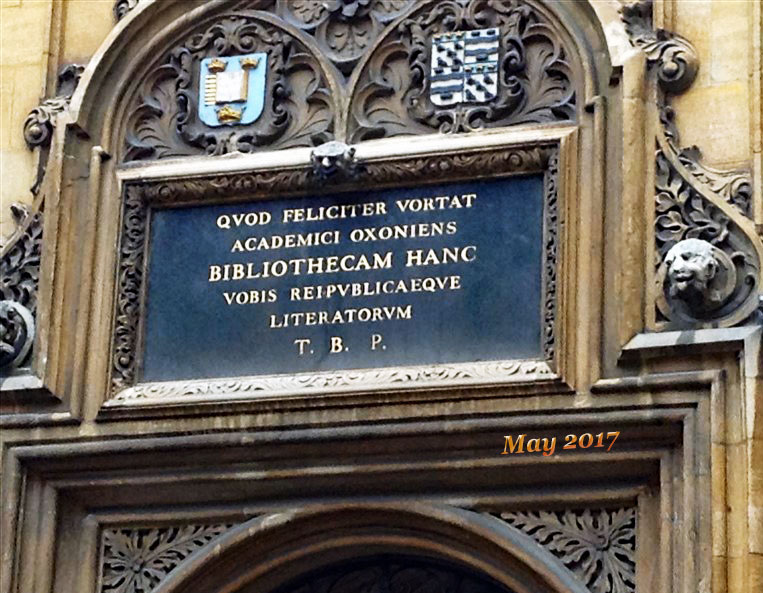 QVOD FELICITER VORTAT
ACADEMICI OXONIENS
BIBLIOTHECAM HANC
VOBIS REIPVBLICAEQVE
LITERATORVM
T. B. P.
May 2017